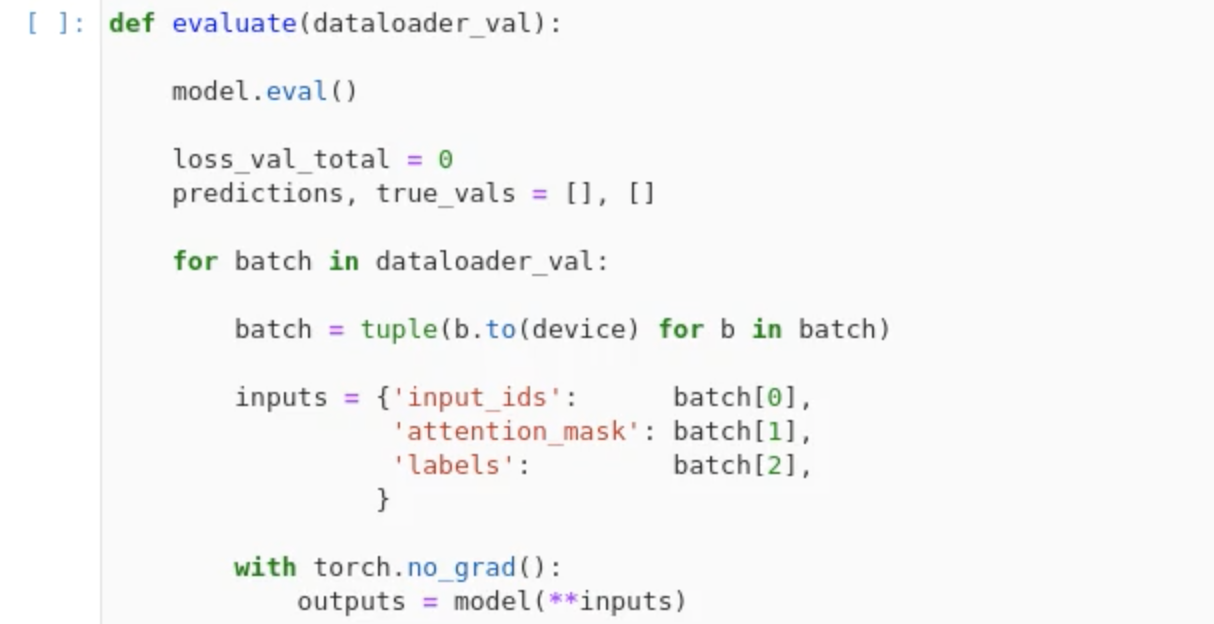 [ ]: def evaluate(dataloader_val):
model.eval()
loss_val_total = 0
predictions, true_vals = [], []
for batch in dataloader_val:
batch = tuple(b.to(device) for b in batch)
inputs = {'input_ids':      batch[0],
'attention_mask': batch[1],
'labels':         batch[2],
}
with torch.no_grad():
outputs = model(**inputs)